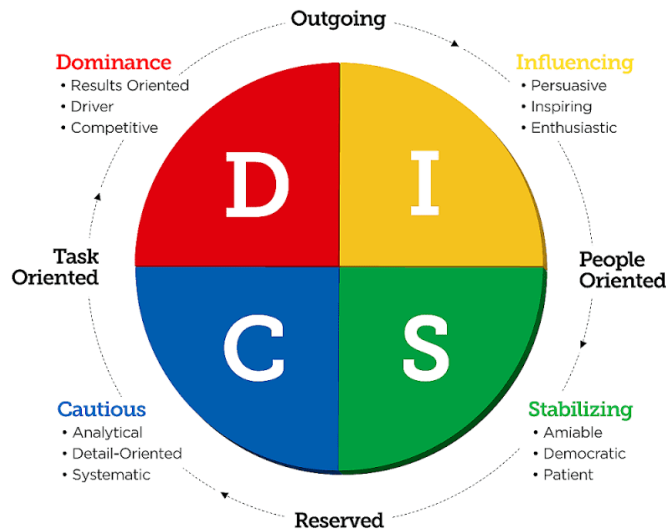 Outgoing
Dominance
• Results Oriented
• Driver
• Competitive
Influencing
• Persuasive
• Inspiring
• Enthusiastic
D
I
Task
Oriented
People
Oriented
C
S
Cautious
• Analytical
• Detail-Oriented
• Systematic
Stabilizing
• Amiable
• Democratic
• Patient
Reserved